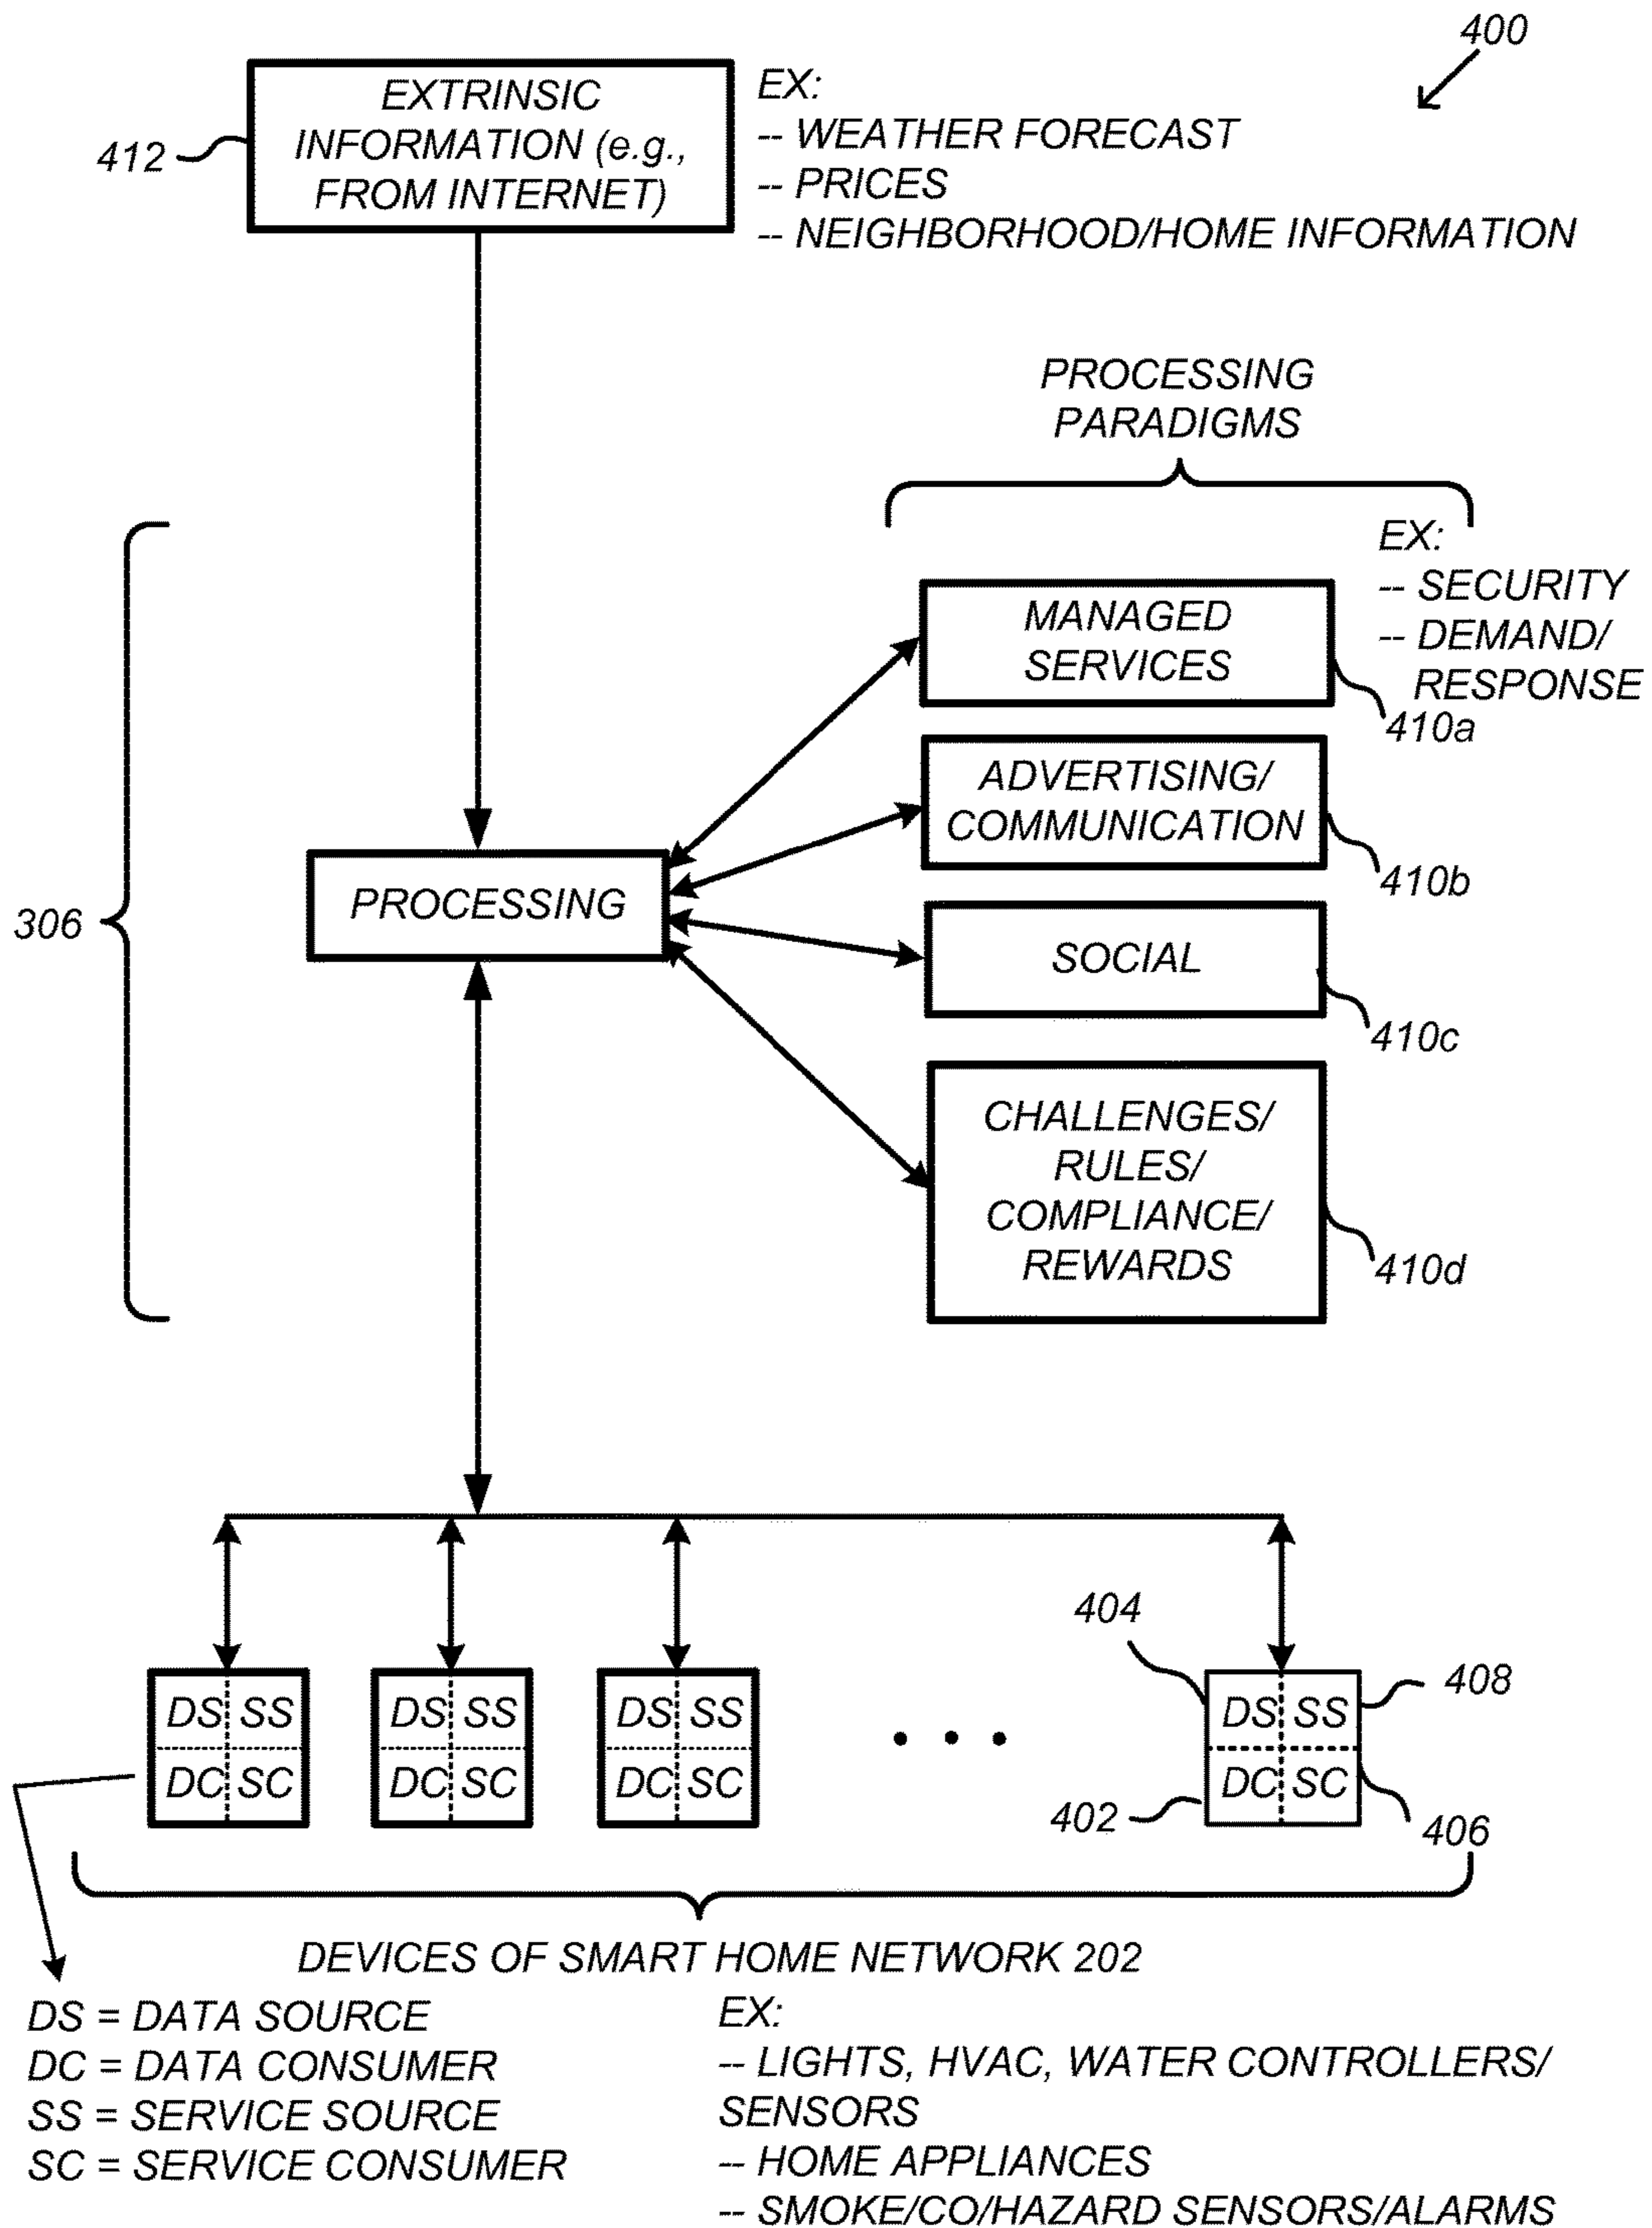 400
EXTRINSIC
INFORMATION (e.g.,
FROM INTERNET)
412
EX:
-- WEATHER FORECAST
-- PRICES
-- NEIGHBORHOOD/HOME INFORMATION
PROCESSING
PARADIGMS
EX:
-- SECURITY
-- DEMAND/
RESPONSE
MANAGED
SERVICES
410a
ADVERTISING/
COMMUNICATION
410b
306
PROCESSING
SOCIAL
410c
CHALLENGES/
RULES/
COMPLIANCE/
REWARDS
410d
404
408
DS SS
DC SC
DS SS
DC SC
DS SS
DC SC
DS SS
DC SC
402
406
DEVICES OF SMART HOME NETWORK 202
DS = DATA SOURCE
DC = DATA CONSUMER
SS = SERVICE SOURCE
SC = SERVICE CONSUMER
EX:
-- LIGHTS, HVAC, WATER CONTROLLERS/
SENSORS
-- HOME APPLIANCES
-- SMOKE/CO/HAZARD SENSORS/ALARMS